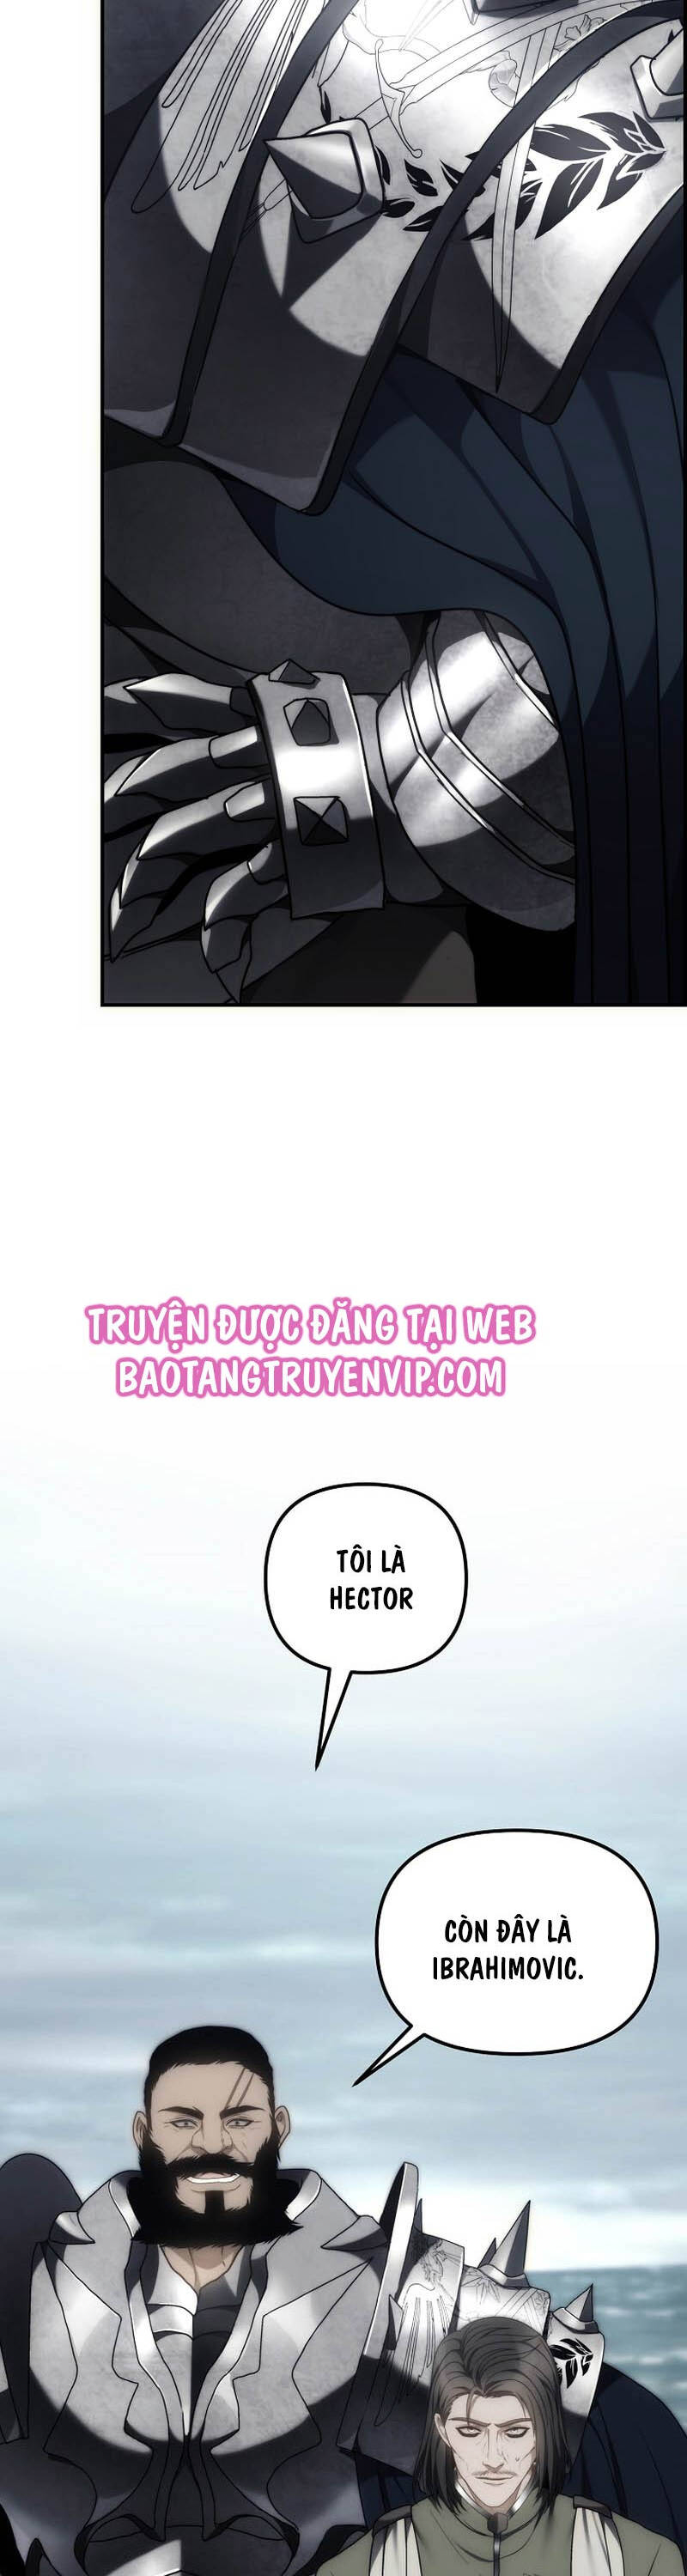 TRUYỆN ĐƯỢC ĐĂNG TẠI WEB
BAOTANGTRUYENVIP.COM
TÔI LÀ
HECTOR
CÒN ĐÂY LÀ
IBRAHIMOVIC.